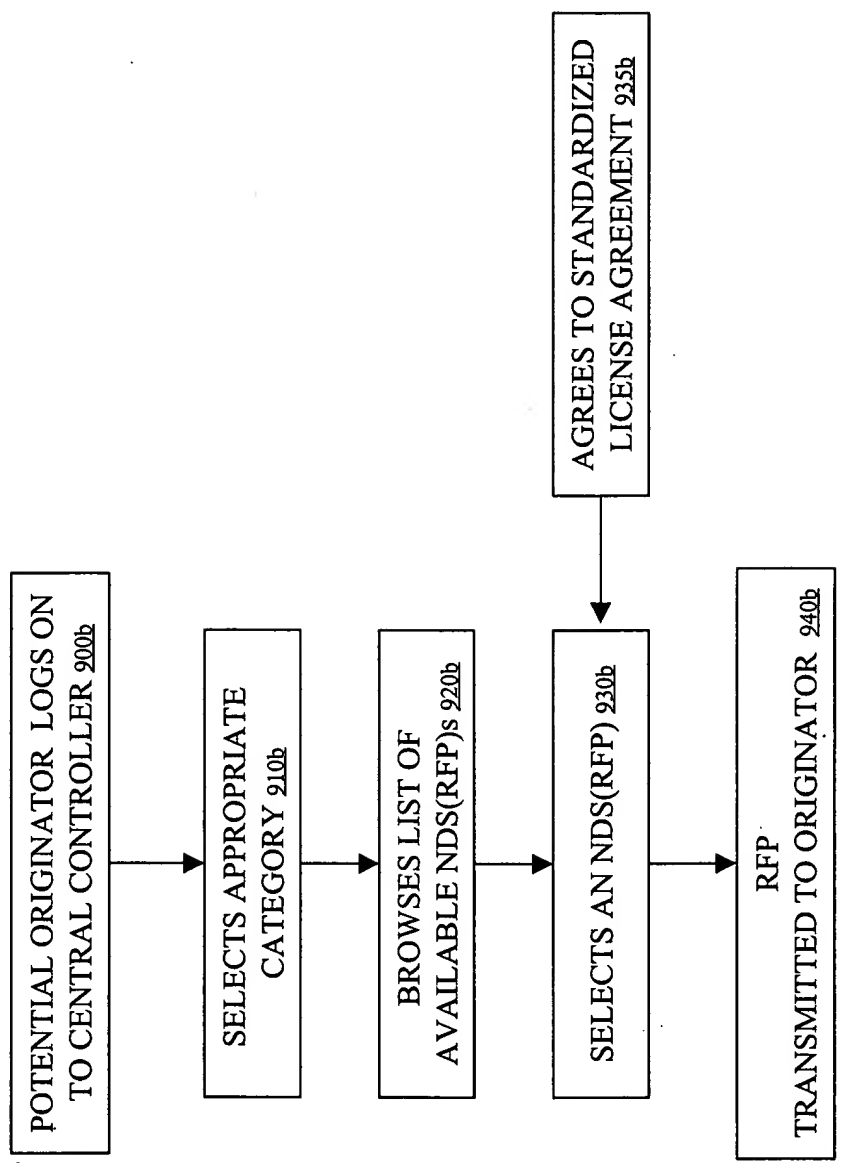 POTENTIAL ORIGINATOR LOGS ON
TO CENTRAL CONTROLLER 900b
SELECTS APPROPRIATE
CATEGORY 910b
BROWSES LIST OF
AVAILABLE NDS(RFP)s 920b
SELECTS AN NDS(RFP) 930b
AGREES TO STANDARDIZED
LICENSE AGREEMENT 935b
RFP
TRANSMITTED TO ORIGINATOR 940b